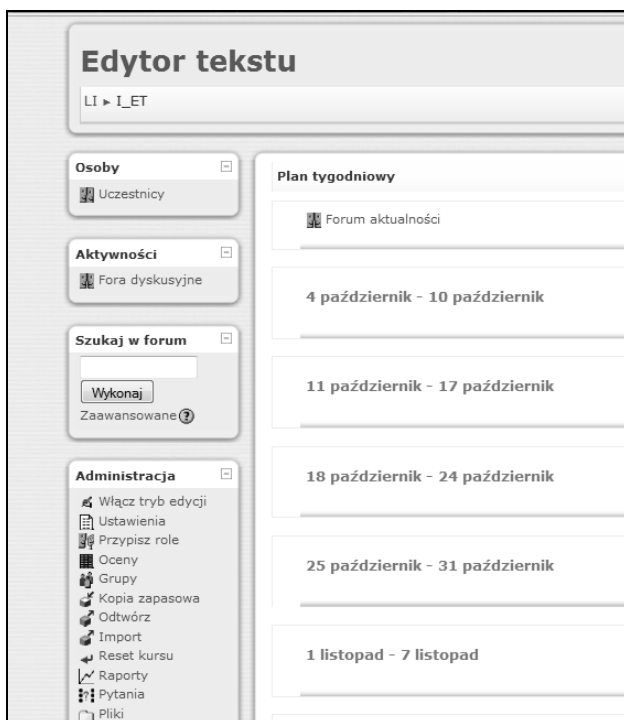 Edytor tekstu
LI ► I_ET
Osoby
Uczestnicy
Aktywności
Fora dyskusyjne
Szukaj w forum
Wykonaj
Zaawansowane
Administracja
Włącz tryb edycji
Ustawienia
Przypisz role
Oceny
Grupy
Kopia zapasowa
Odtwórz
Import
Reset kursu
Raporty
Pytania
Pliki
Plan tygodniowy
Forum aktualności
4 październik - 10 październik
11 październik - 17 październik
18 październik - 24 październik
25 październik - 31 październik
1 listopad - 7 listopad